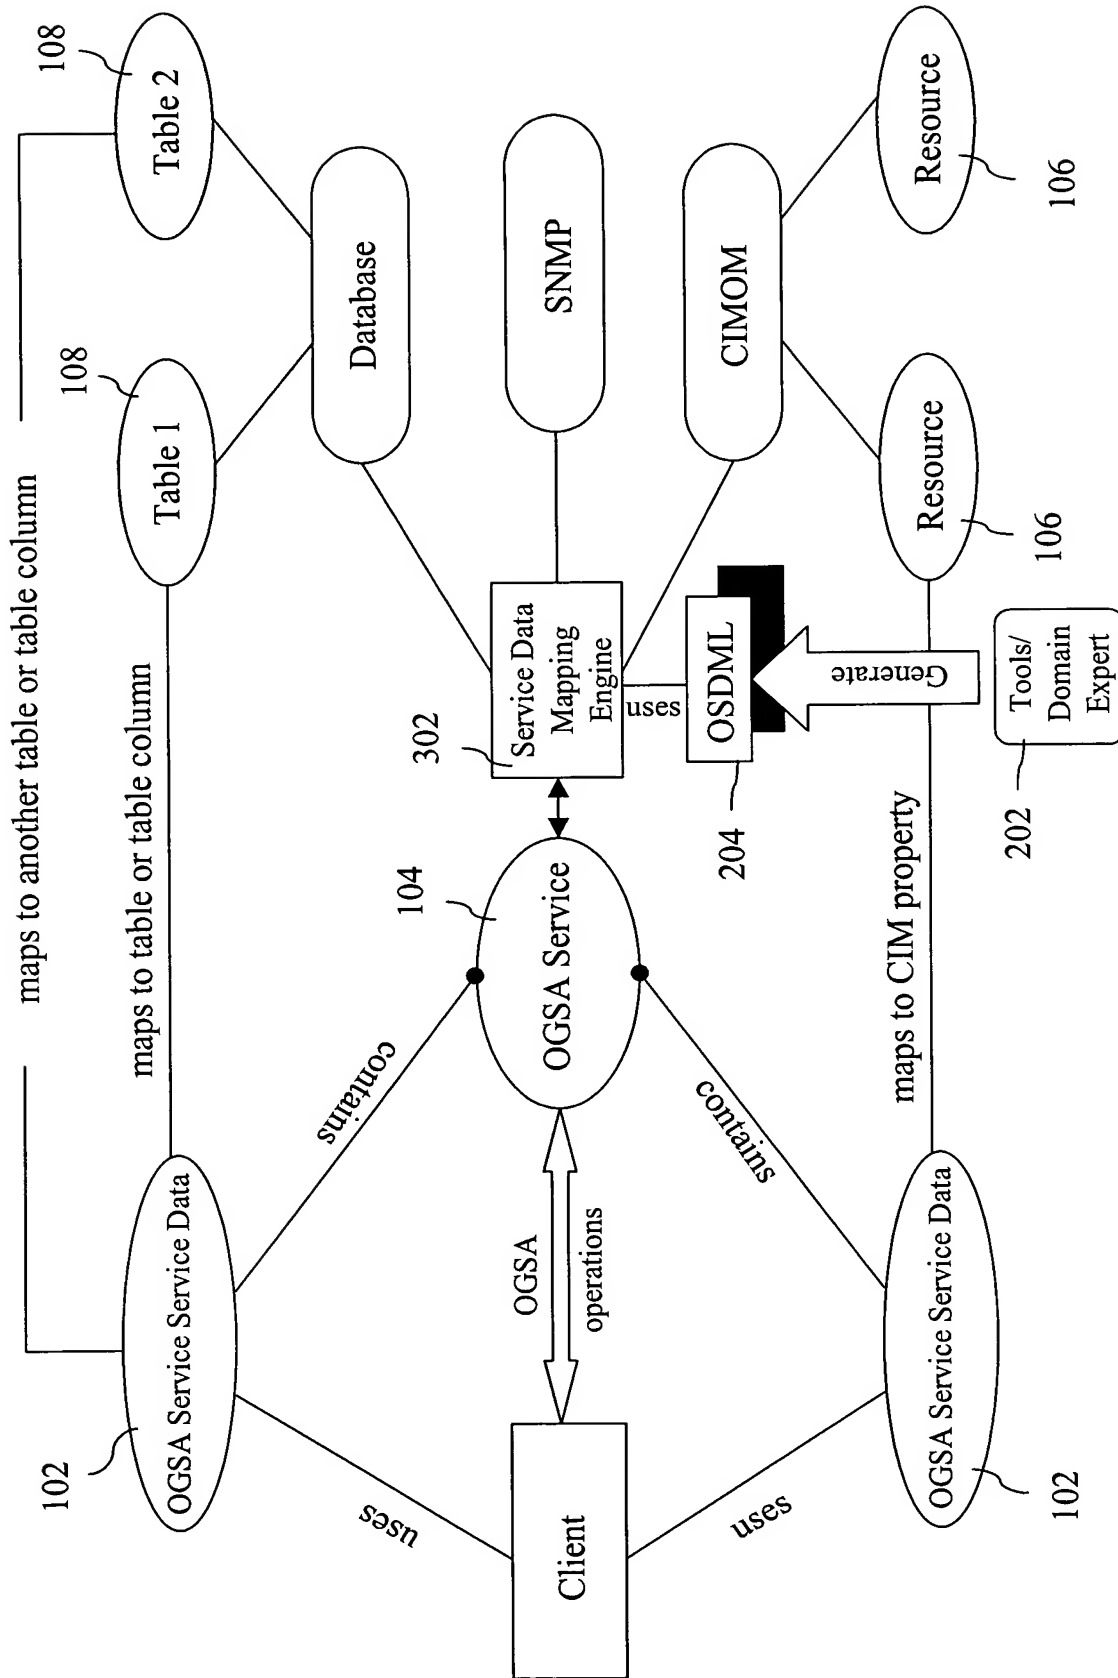 maps to another table or table column
108
Table 2
108
Table 1
maps to table or table column
102
OGSA Service Service Data
Database
contains
uses
SNMP
302
Service Data
Mapping
Engine
104
OGSA Service
OGSA
operations
Client
uses
OSDML
204
CIMOM
contains
uses
Generate
Resource
106
Resource
106
maps to CIM property
OGSA Service Service Data
102
Tools/
Domain
Expert
202